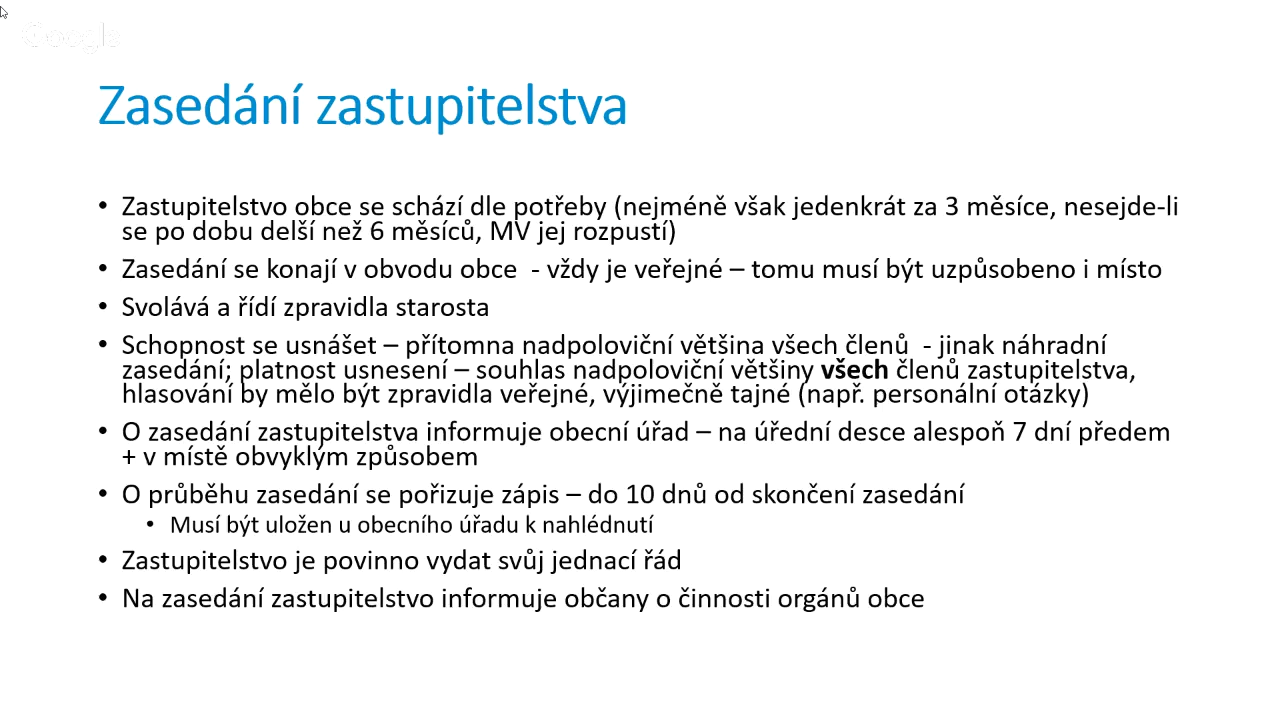 Google
Zasedání zastupitelstva
• Zastupitelstvo obce se schází dle potřeby (nejméně však jedenkrát za 3 měsíce, nesejde-li
se po dobu delší než 6 měsíců, MV jej rozpustí)
• Zasedání se konají v obvodu obce  - vždy je veřejné – tomu musí být uzpůsobeno i místo
• Svolává a řídí zpravidla starosta
• Schopnost se usnášet – přítomna nadpoloviční většina všech členů  - jinak náhradní
zasedání; platnost usnesení – souhlas nadpoloviční většiny všech členů zastupitelstva,
hlasování by mělo být zpravidla veřejné, výjimečně tajné (např. personální otázky)
• O zasedání zastupitelstva informuje obecní úřad – na úřední desce alespoň 7 dní předem
+ v místě obvyklým způsobem
• O průběhu zasedání se pořizuje zápis – do 10 dnů od skončení zasedání
• Musí být uložen u obecního úřadu k nahlédnutí
• Zastupitelstvo je povinno vydat svůj jednací řád
• Na zasedání zastupitelstvo informuje občany o činnosti orgánů obce